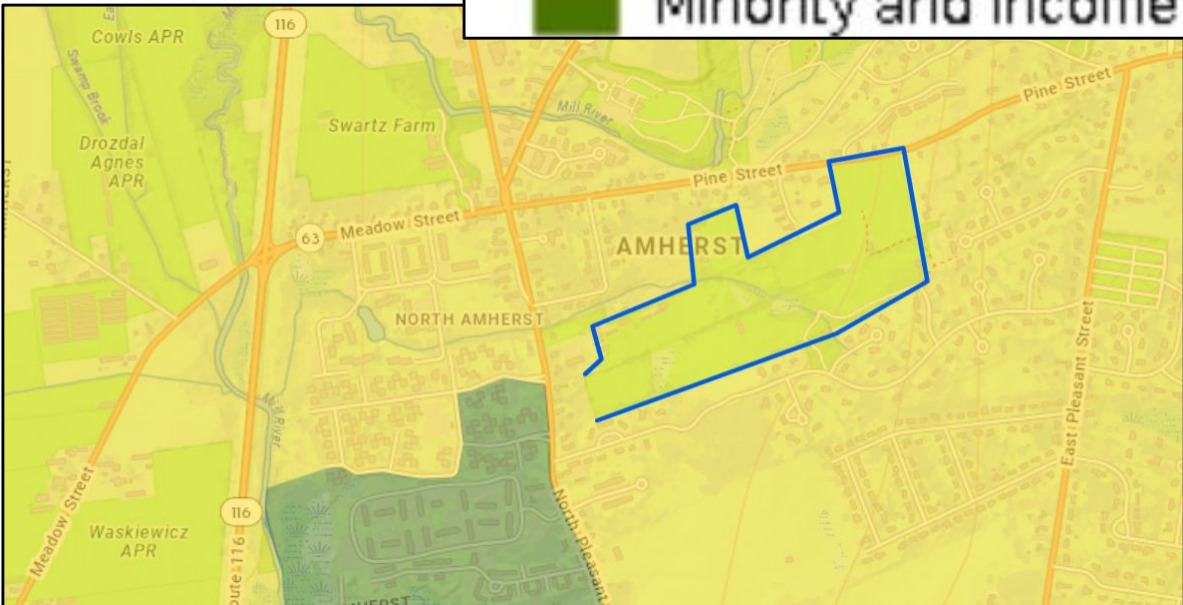 Minority and income
116
Cowls APR
Swamp Brook
Swartz Farm
Mill River
Pine Street
Drozdal
Agnes
APR
Pine Street
Meadow Street
63
AMHERST
NORTH AMHERST
East Pleasant Street
Mill River
Meadow Street
116
Waskiewicz
APR
Route 116
North Pleasant
AMHERST